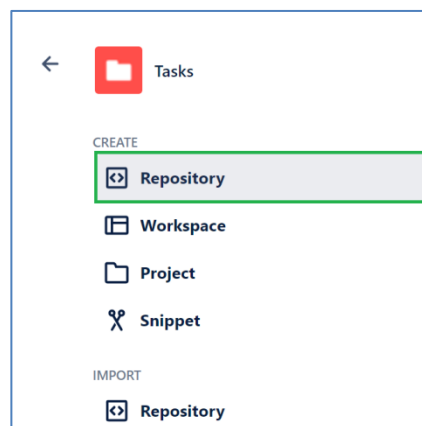 Tasks
CREATE
Repository
Workspace
Project
Snippet
IMPORT
Repository